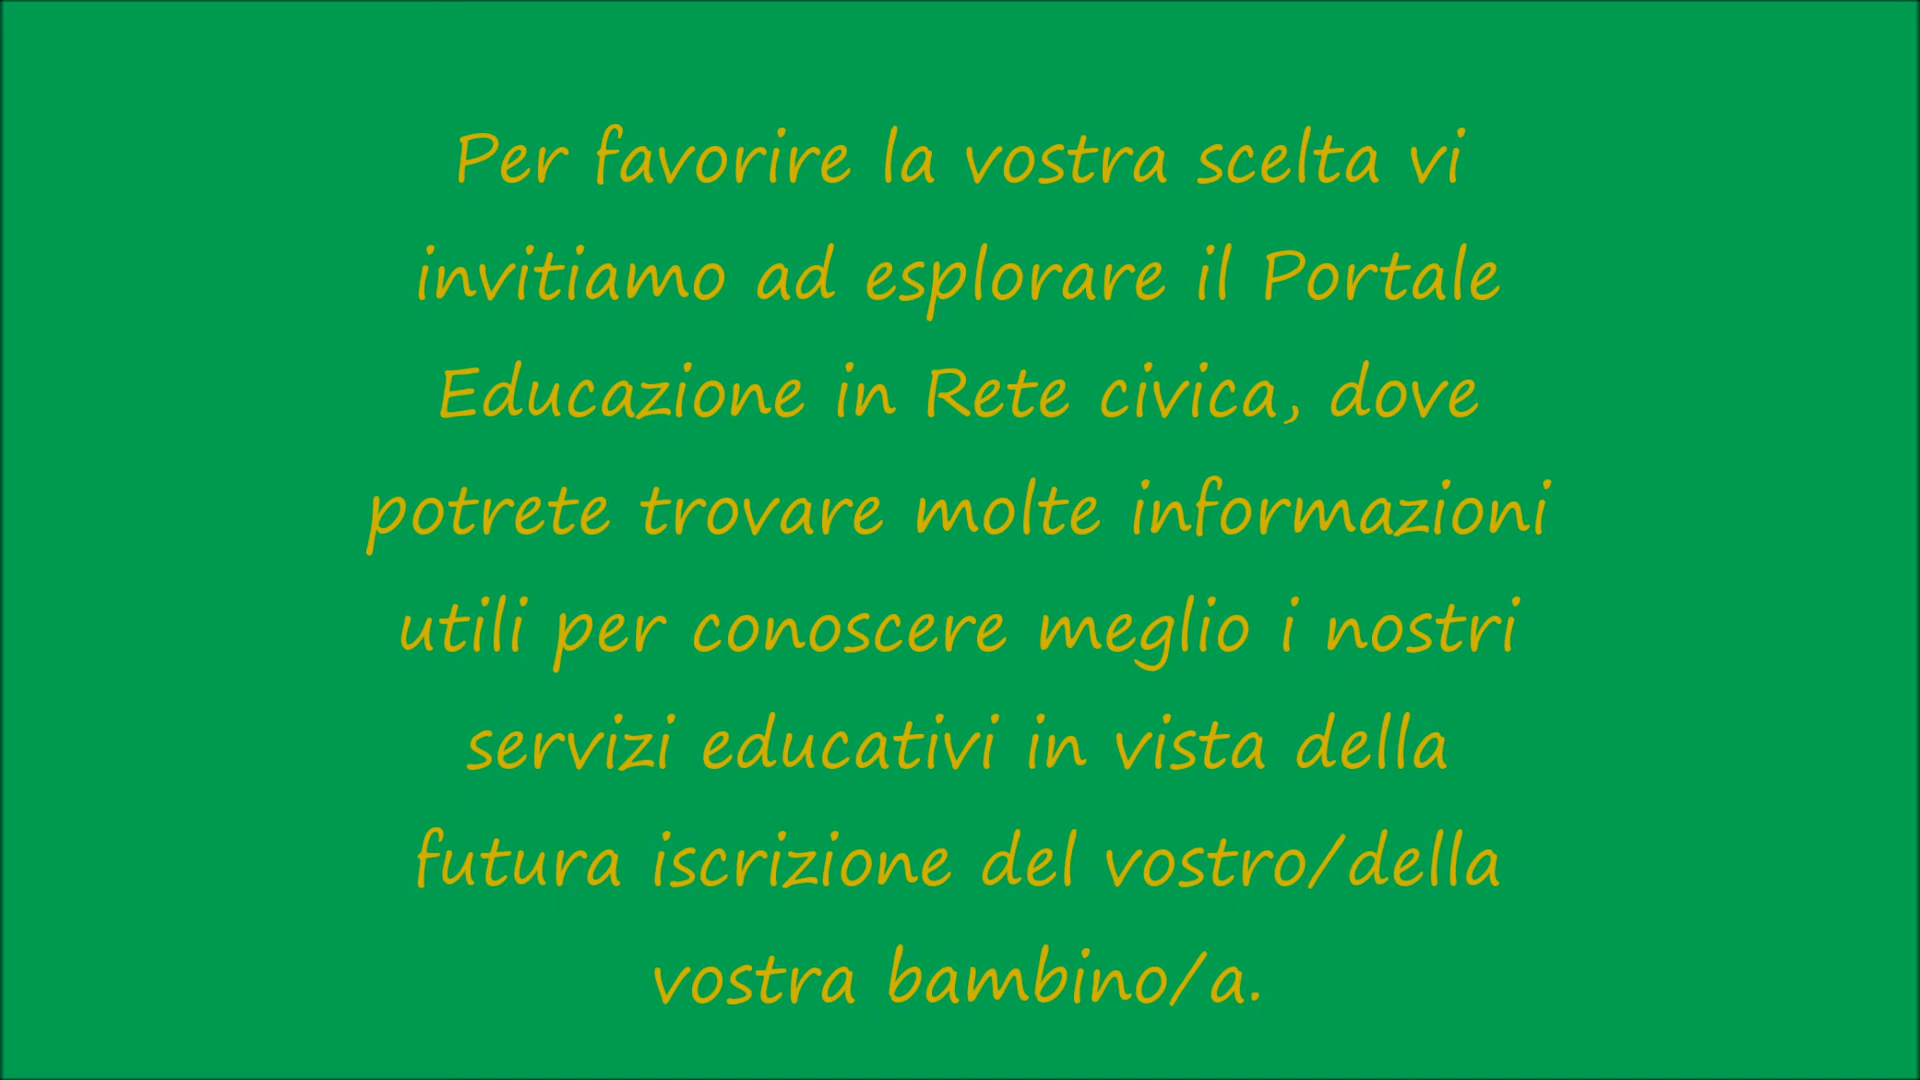 Per favorire la vostra scelta vi
invitiamo ad esplorare il Portale
Educazione in Rete civica, dove
potrete trovare molte informazioni
utili per conoscere meglio i nostri
servizi educativi in vista della
futura iscrizione del vostro/della
vostra bambino/a.